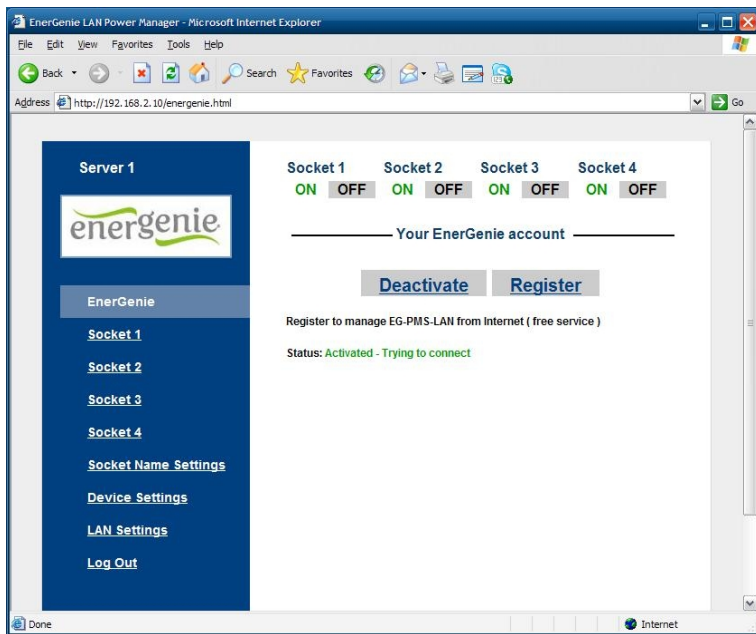 EnerGenie LAN Power Manager - Microsoft Internet Explorer
File Edit View Favorites Tools Help
Back Search Favorites
Address http://192.168.2.10/energenie.html Go
Server 1
energenie
EnerGenie
Socket 1
Socket 2
Socket 3
Socket 4
Socket Name Settings
Device Settings
LAN Settings
Log Out
Socket 1 Socket 2 Socket 3 Socket 4
ON OFF ON OFF ON OFF ON OFF
Your EnerGenie account
Deactivate Register
Register to manage EG-PMS-LAN from Internet ( free service )
Status: Activated - Trying to connect
Done Internet